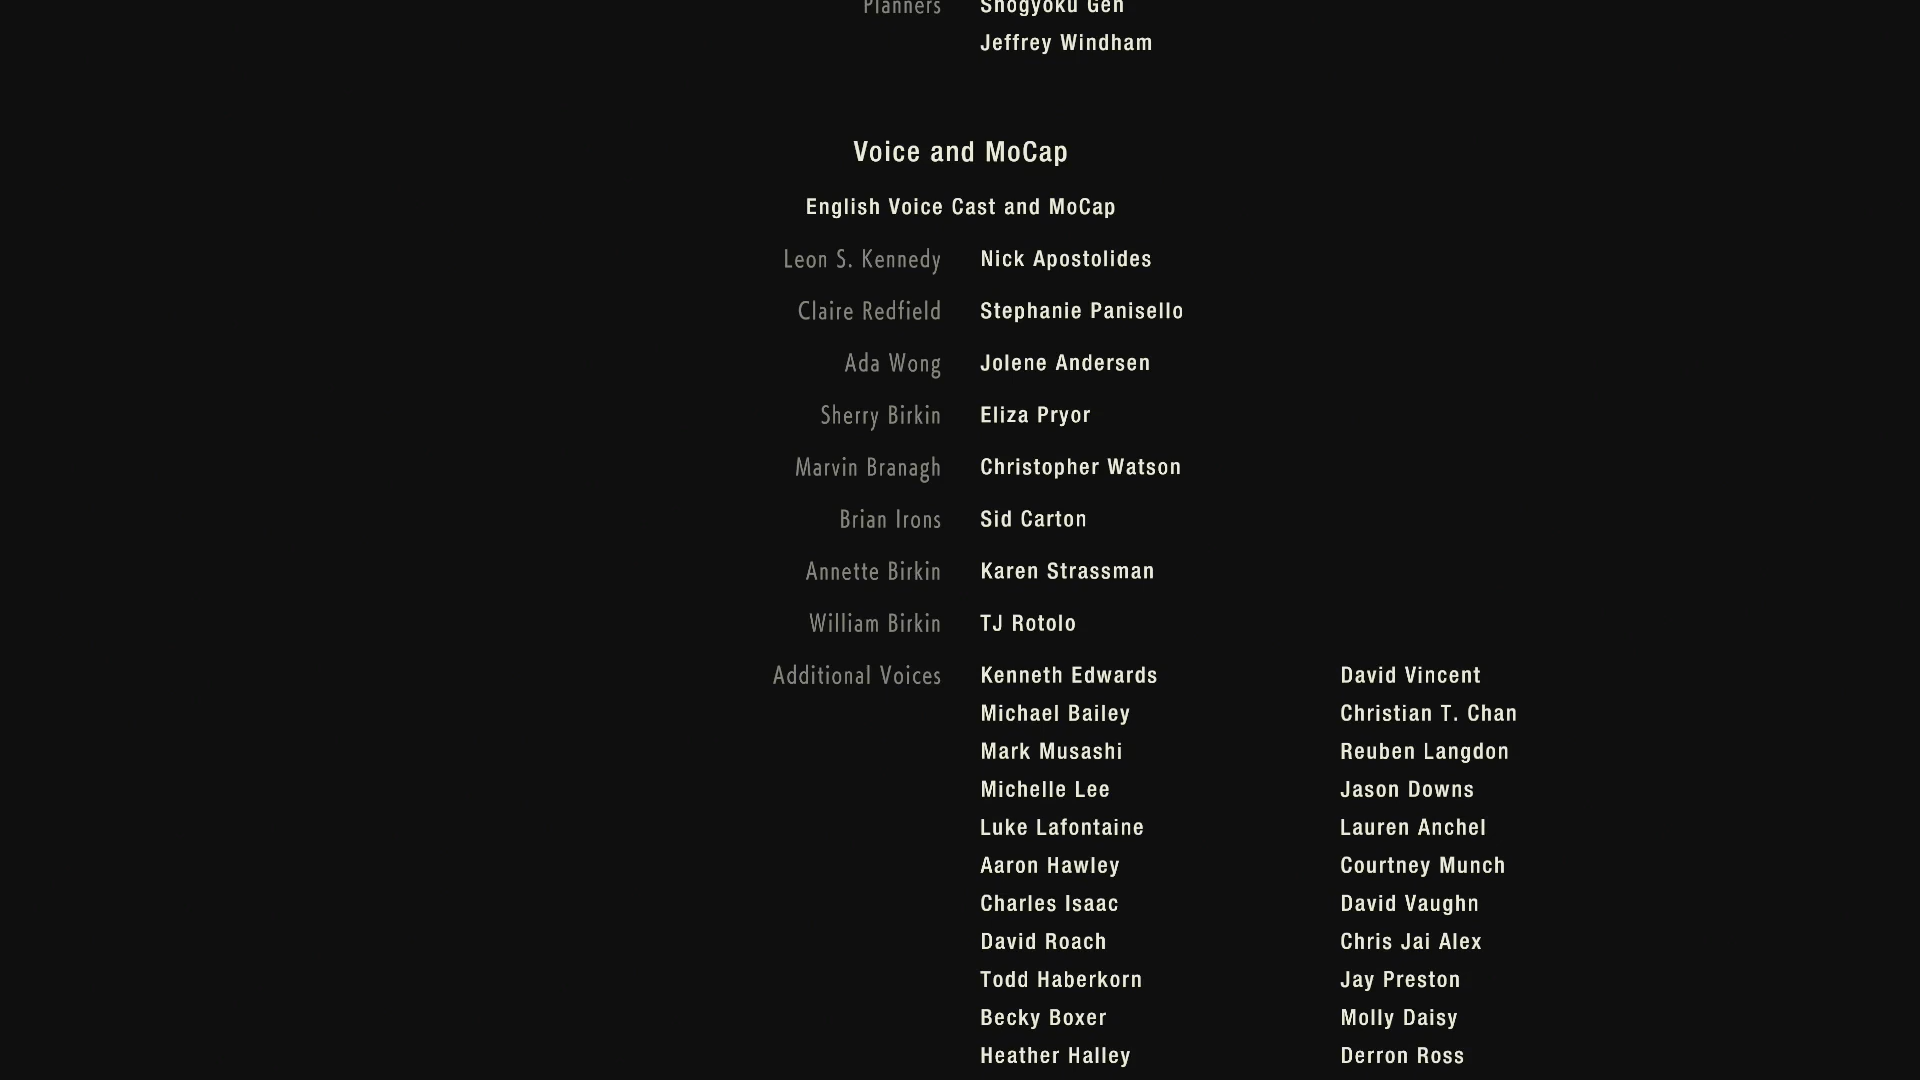 Planners Shogyoku Gen
Jeffrey Windham
Voice and MoCap
English Voice Cast and MoCap
Leon S. Kennedy Nick Apostolides
Claire Redfield Stephanie Panisello
Ada Wong Jolene Andersen
Sherry Birkin Eliza Pryor
Marvin Branagh Christopher Watson
Brian Irons Sid Carton
Annette Birkin Karen Strassman
William Birkin TJ Rotolo
Additional Voices Kenneth Edwards David Vincent
Michael Bailey Christian T. Chan
Mark Musashi Reuben Langdon
Michelle Lee Jason Downs
Luke Lafontaine Lauren Anchel
Aaron Hawley Courtney Munch
Charles Isaac David Vaughn
David Roach Chris Jai Alex
Todd Haberkorn Jay Preston
Becky Boxer Molly Daisy
Heather Halley Derron Ross